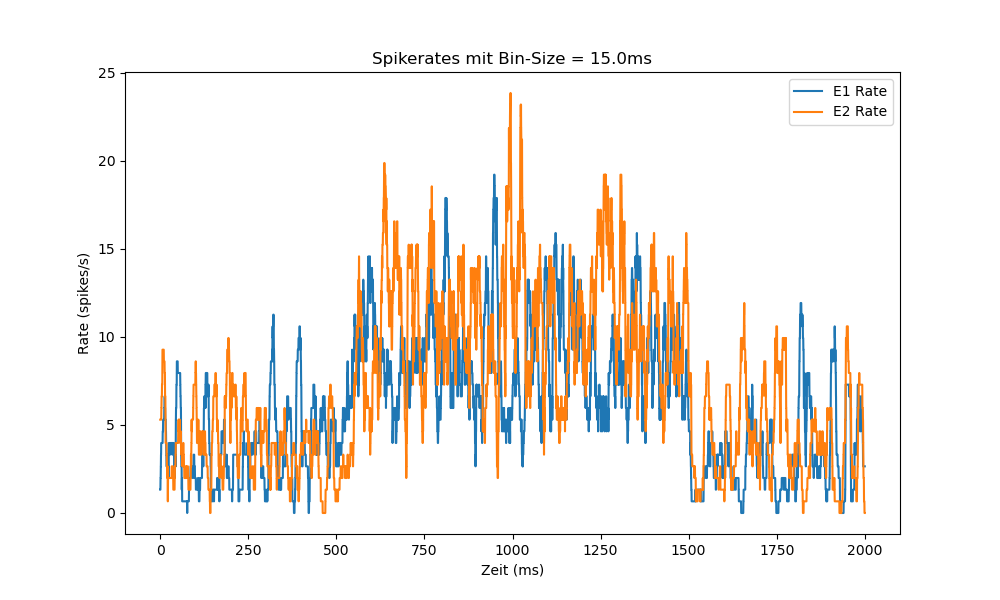 Spikerates mit Bin-Size = 15.0ms
E1 Rate
E2 Rate
Rate (spikes/s)
25
20
15
10
5
0
0 250 500 750 1000 1250 1500 1750 2000
Zeit (ms)